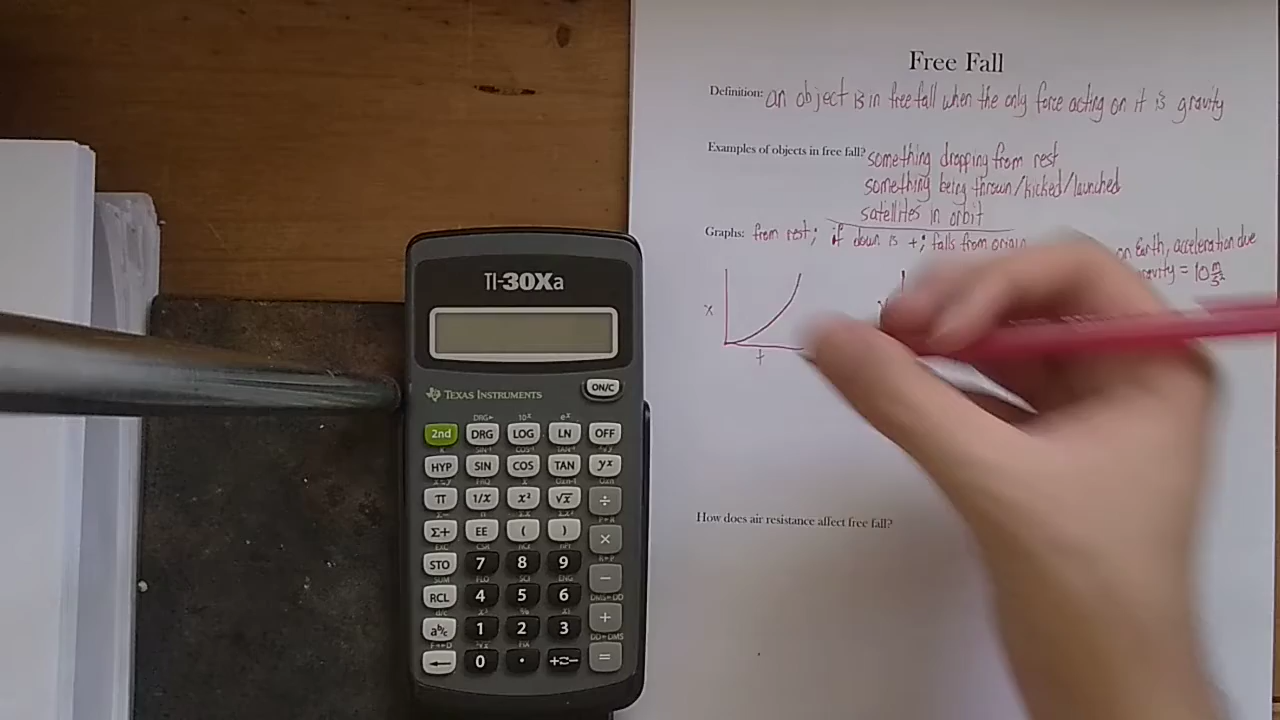 Free Fall
Definition: an object is in free fall when the only force acting on it is gravity
Examples of objects in free fall? something dropping from rest
something being thrown/kicked/launched
satellites in orbit
Graphs: from rest; if down is +; falls from origin
on Earth, acceleration due
gravity = 10 m/s²
x
t
How does air resistance affect free fall?
TI-30Xa
TEXAS INSTRUMENTS
ON/C
2nd DRG LOG LN OFF
HYP SIN COS TAN yˣ
π 1/x x² √x ÷
Σ+ EE ( ) ×
STO 7 8 9 −
RCL 4 5 6 +
a b/c 1 2 3 =
← 0 .